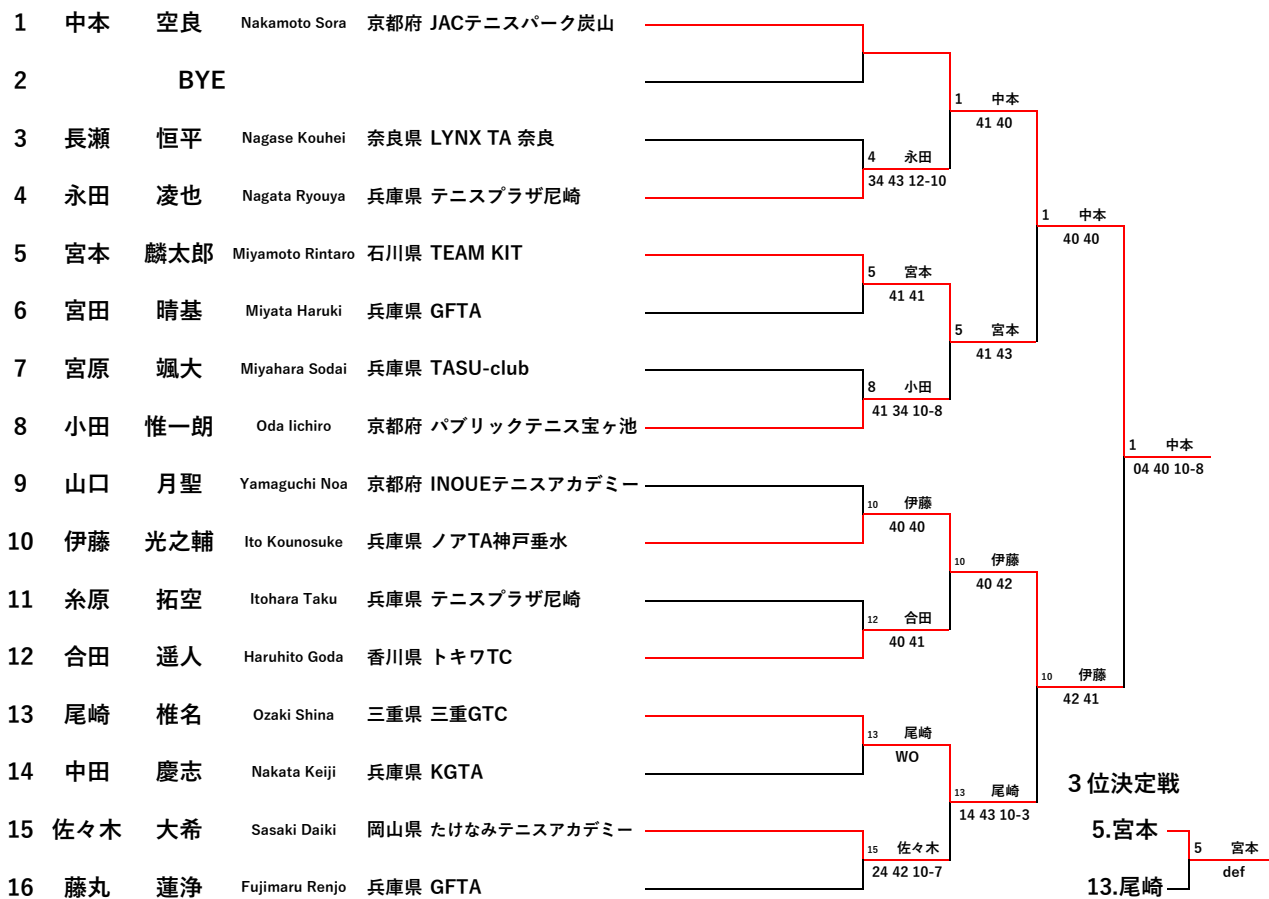 1 中本 空良 Nakamoto Sora 京都府 JACテニスパーク炭山
2 BYE
1 中本
41 40
3 長瀬 恒平 Nagase Kouhei 奈良県 LYNX TA 奈良
4 永田
34 43 12-10
4 永田 凌也 Nagata Ryouya 兵庫県 テニスプラザ尼崎
1 中本
40 40
5 宮本 麟太郎 Miyamoto Rintaro 石川県 TEAM KIT
5 宮本
41 41
6 宮田 晴基 Miyata Haruki 兵庫県 GFTA
5 宮本
41 43
7 宮原 颯大 Miyahara Sodai 兵庫県 TASU-club
8 小田
41 34 10-8
8 小田 惟一朗 Oda Iichiro 京都府 パブリックテニス宝ヶ池
1 中本
04 40 10-8
9 山口 月聖 Yamaguchi Noa 京都府 INOUEテニスアカデミー
10 伊藤
40 40
10 伊藤 光之輔 Ito Kounosuke 兵庫県 ノアTA神戸垂水
10 伊藤
40 42
11 糸原 拓空 Itohara Taku 兵庫県 テニスプラザ尼崎
12 合田
40 41
12 合田 遥人 Haruhito Goda 香川県 トキワTC
10 伊藤
42 41
13 尾崎 椎名 Ozaki Shina 三重県 三重GTC
13 尾崎
WO
14 中田 慶志 Nakata Keiji 兵庫県 KGTA
13 尾崎
14 43 10-3
15 佐々木 大希 Sasaki Daiki 岡山県 たけなみテニスアカデミー
15 佐々木
24 42 10-7
16 藤丸 蓮浄 Fujimaru Renjo 兵庫県 GFTA
３位決定戦
5.宮本
5 宮本
def
13.尾崎